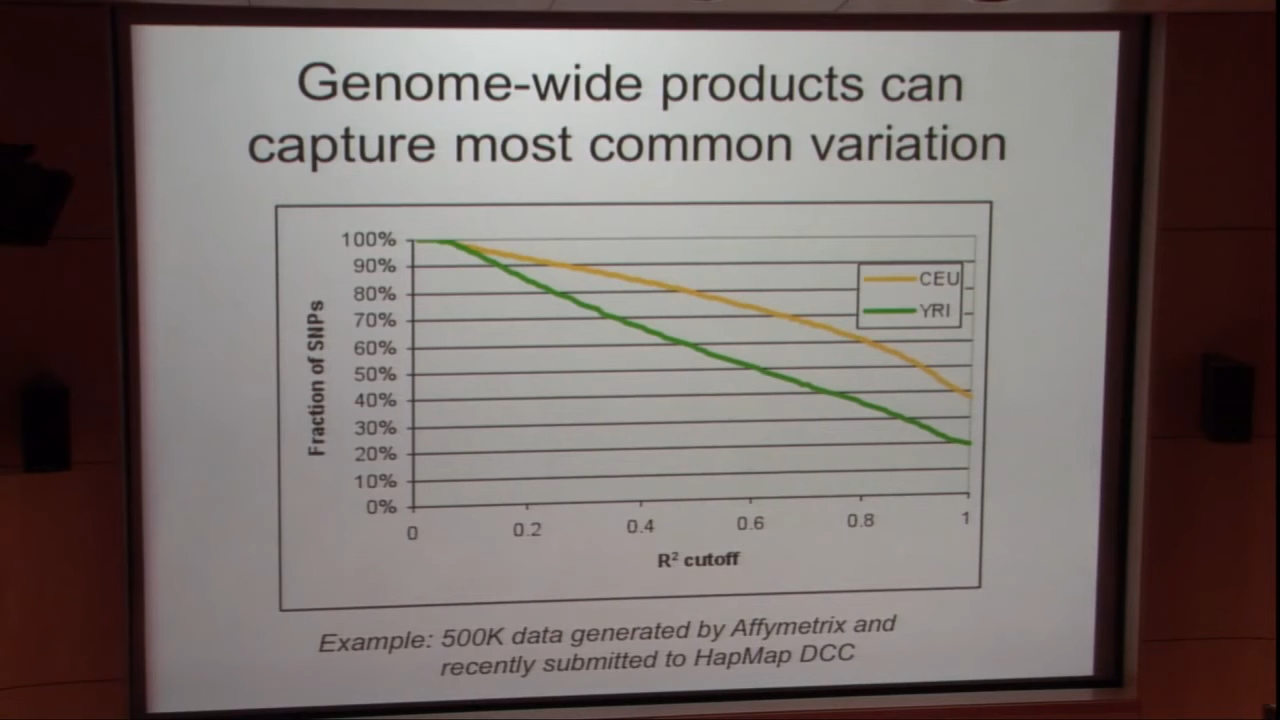 Genome-wide products can
capture most common variation
100%
90%
80%
70%
60%
50%
40%
30%
20%
10%
0%
Fraction of SNPs
CEU
YRI
0 0.2 0.4 0.6 0.8 1
R² cutoff
Example: 500K data generated by Affymetrix and
recently submitted to HapMap DCC